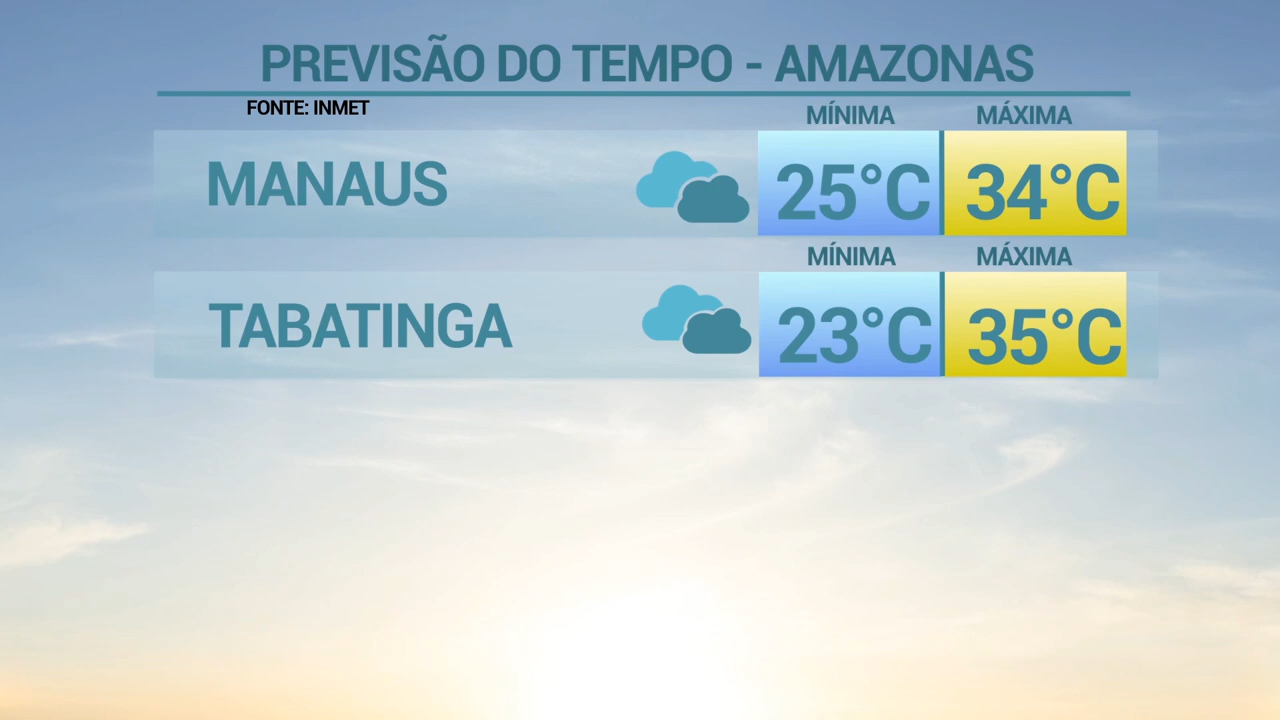 PREVISÃO DO TEMPO - AMAZONAS
FONTE: INMET
MÍNIMA MÁXIMA
MANAUS 25°C 34°C
MÍNIMA MÁXIMA
TABATINGA 23°C 35°C